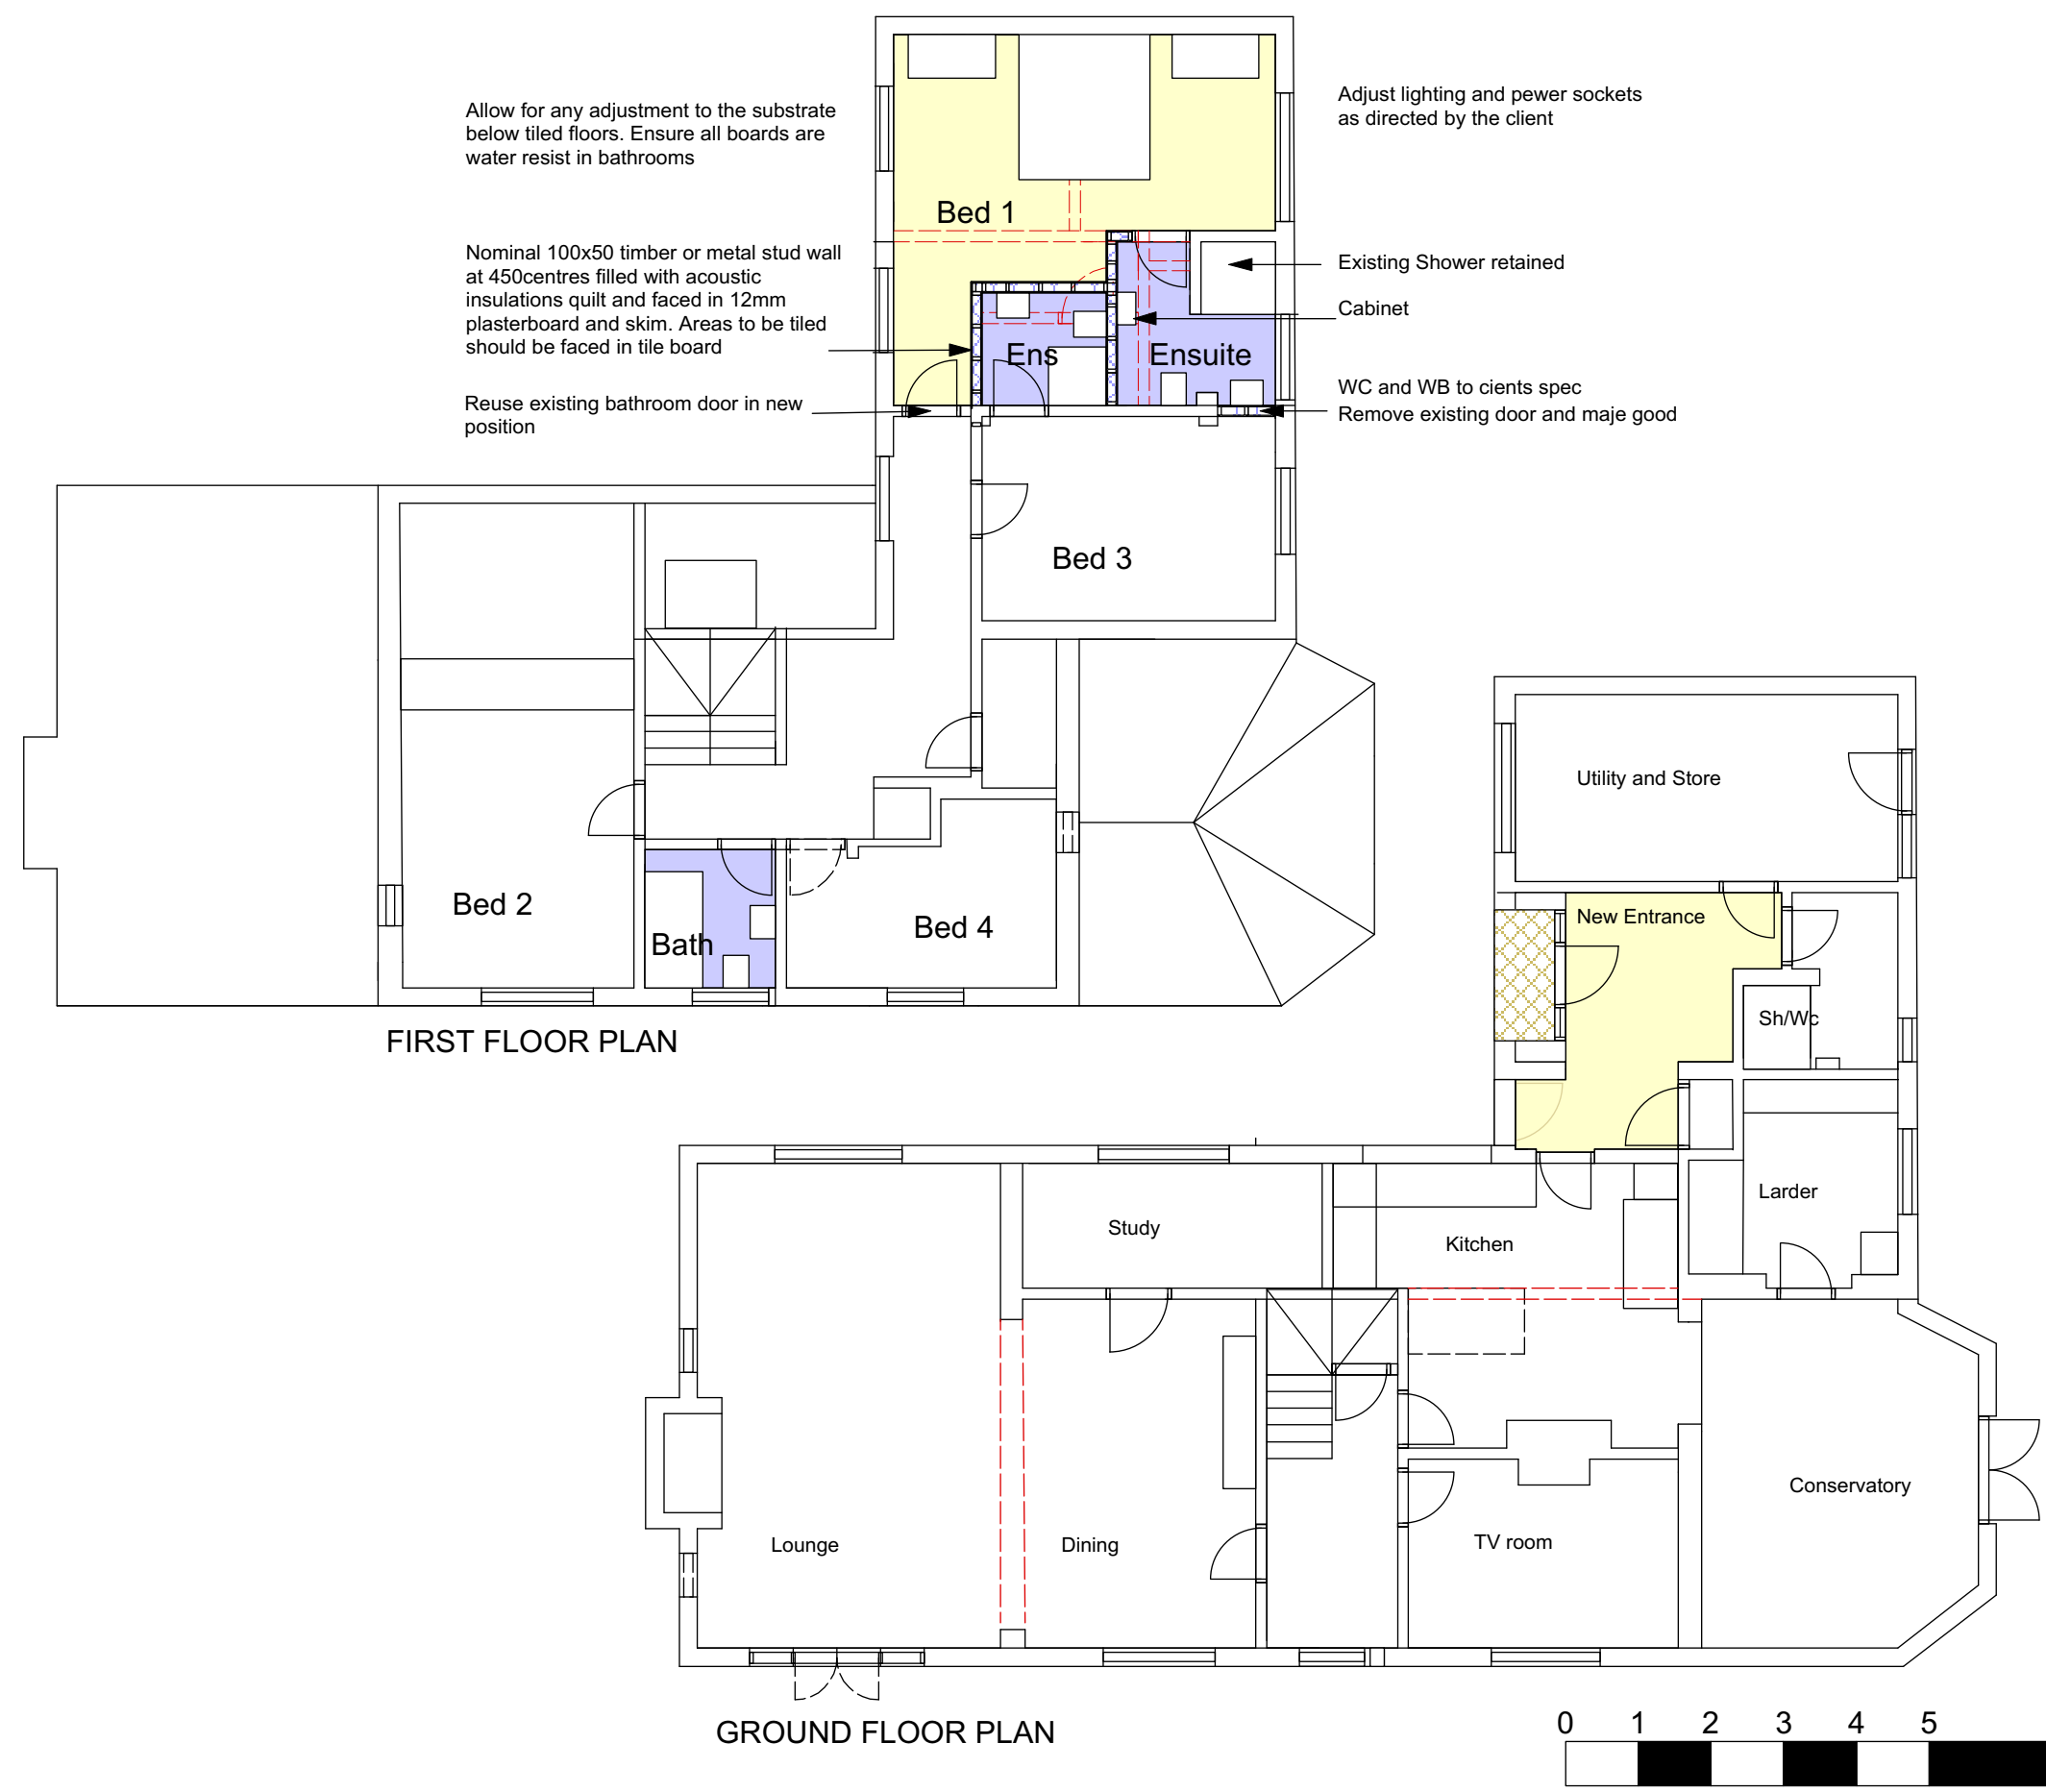 Allow for any adjustment to the substrate
below tiled floors. Ensure all boards are
water resist in bathrooms
Adjust lighting and pewer sockets
as directed by the client
Bed 1
Nominal 100x50 timber or metal stud wall
at 450centres filled with acoustic
insulations quilt and faced in 12mm
plasterboard and skim. Areas to be tiled
should be faced in tile board
Existing Shower retained
Cabinet
Ens
Ensuite
Reuse existing bathroom door in new
position
WC and WB to cients spec
Remove existing door and maje good
Bed 3
Bed 2
Bath
Bed 4
FIRST FLOOR PLAN
Utility and Store
New Entrance
Sh/Wc
Larder
Study
Kitchen
Conservatory
Lounge
Dining
TV room
GROUND FLOOR PLAN
0 1 2 3 4 5